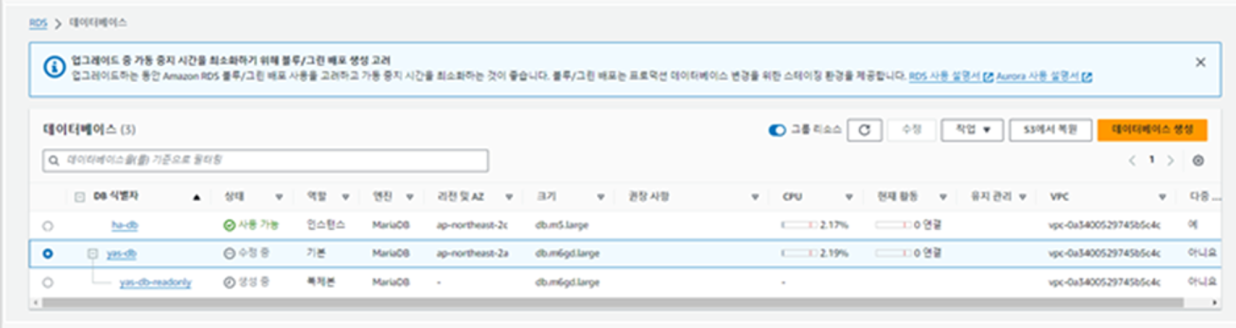 RDS > 데이터베이스
업그레이드 중 가동 중지 시간을 최소화하기 위해 블루/그린 배포 생성 고려
업그레이드하는 동안 Amazon RDS 블루/그린 배포 사용을 고려하고 가동 중지 시간을 최소화하는 것이 좋습니다. 블루/그린 배포는 프로덕션 데이터베이스 변경을 위한 스테이징 환경을 제공합니다. RDS 사용 설명서 Aurora 사용 설명서
데이터베이스 (3) 그룹 리소스 수정 작업 S3에서 복원 데이터베이스 생성
데이터베이스을(를) 기준으로 필터링 1
DB 식별자 상태 역할 엔진 리전 및 AZ 크기 권장 사항 CPU 현재 활동 유지 관리 VPC 다중 ...
ha-db 사용 가능 인스턴스 MariaDB ap-northeast-2c db.m5.large 2.17% 0 연결 vpc-0a3400529745b5c4c 예
yas-db 수정 중 기본 MariaDB ap-northeast-2a db.m6gd.large 2.19% 0 연결 vpc-0a3400529745b5c4c 아니요
yas-db-readonly 생성 중 복제본 MariaDB - db.m6gd.large - vpc-0a3400529745b5c4c 아니요